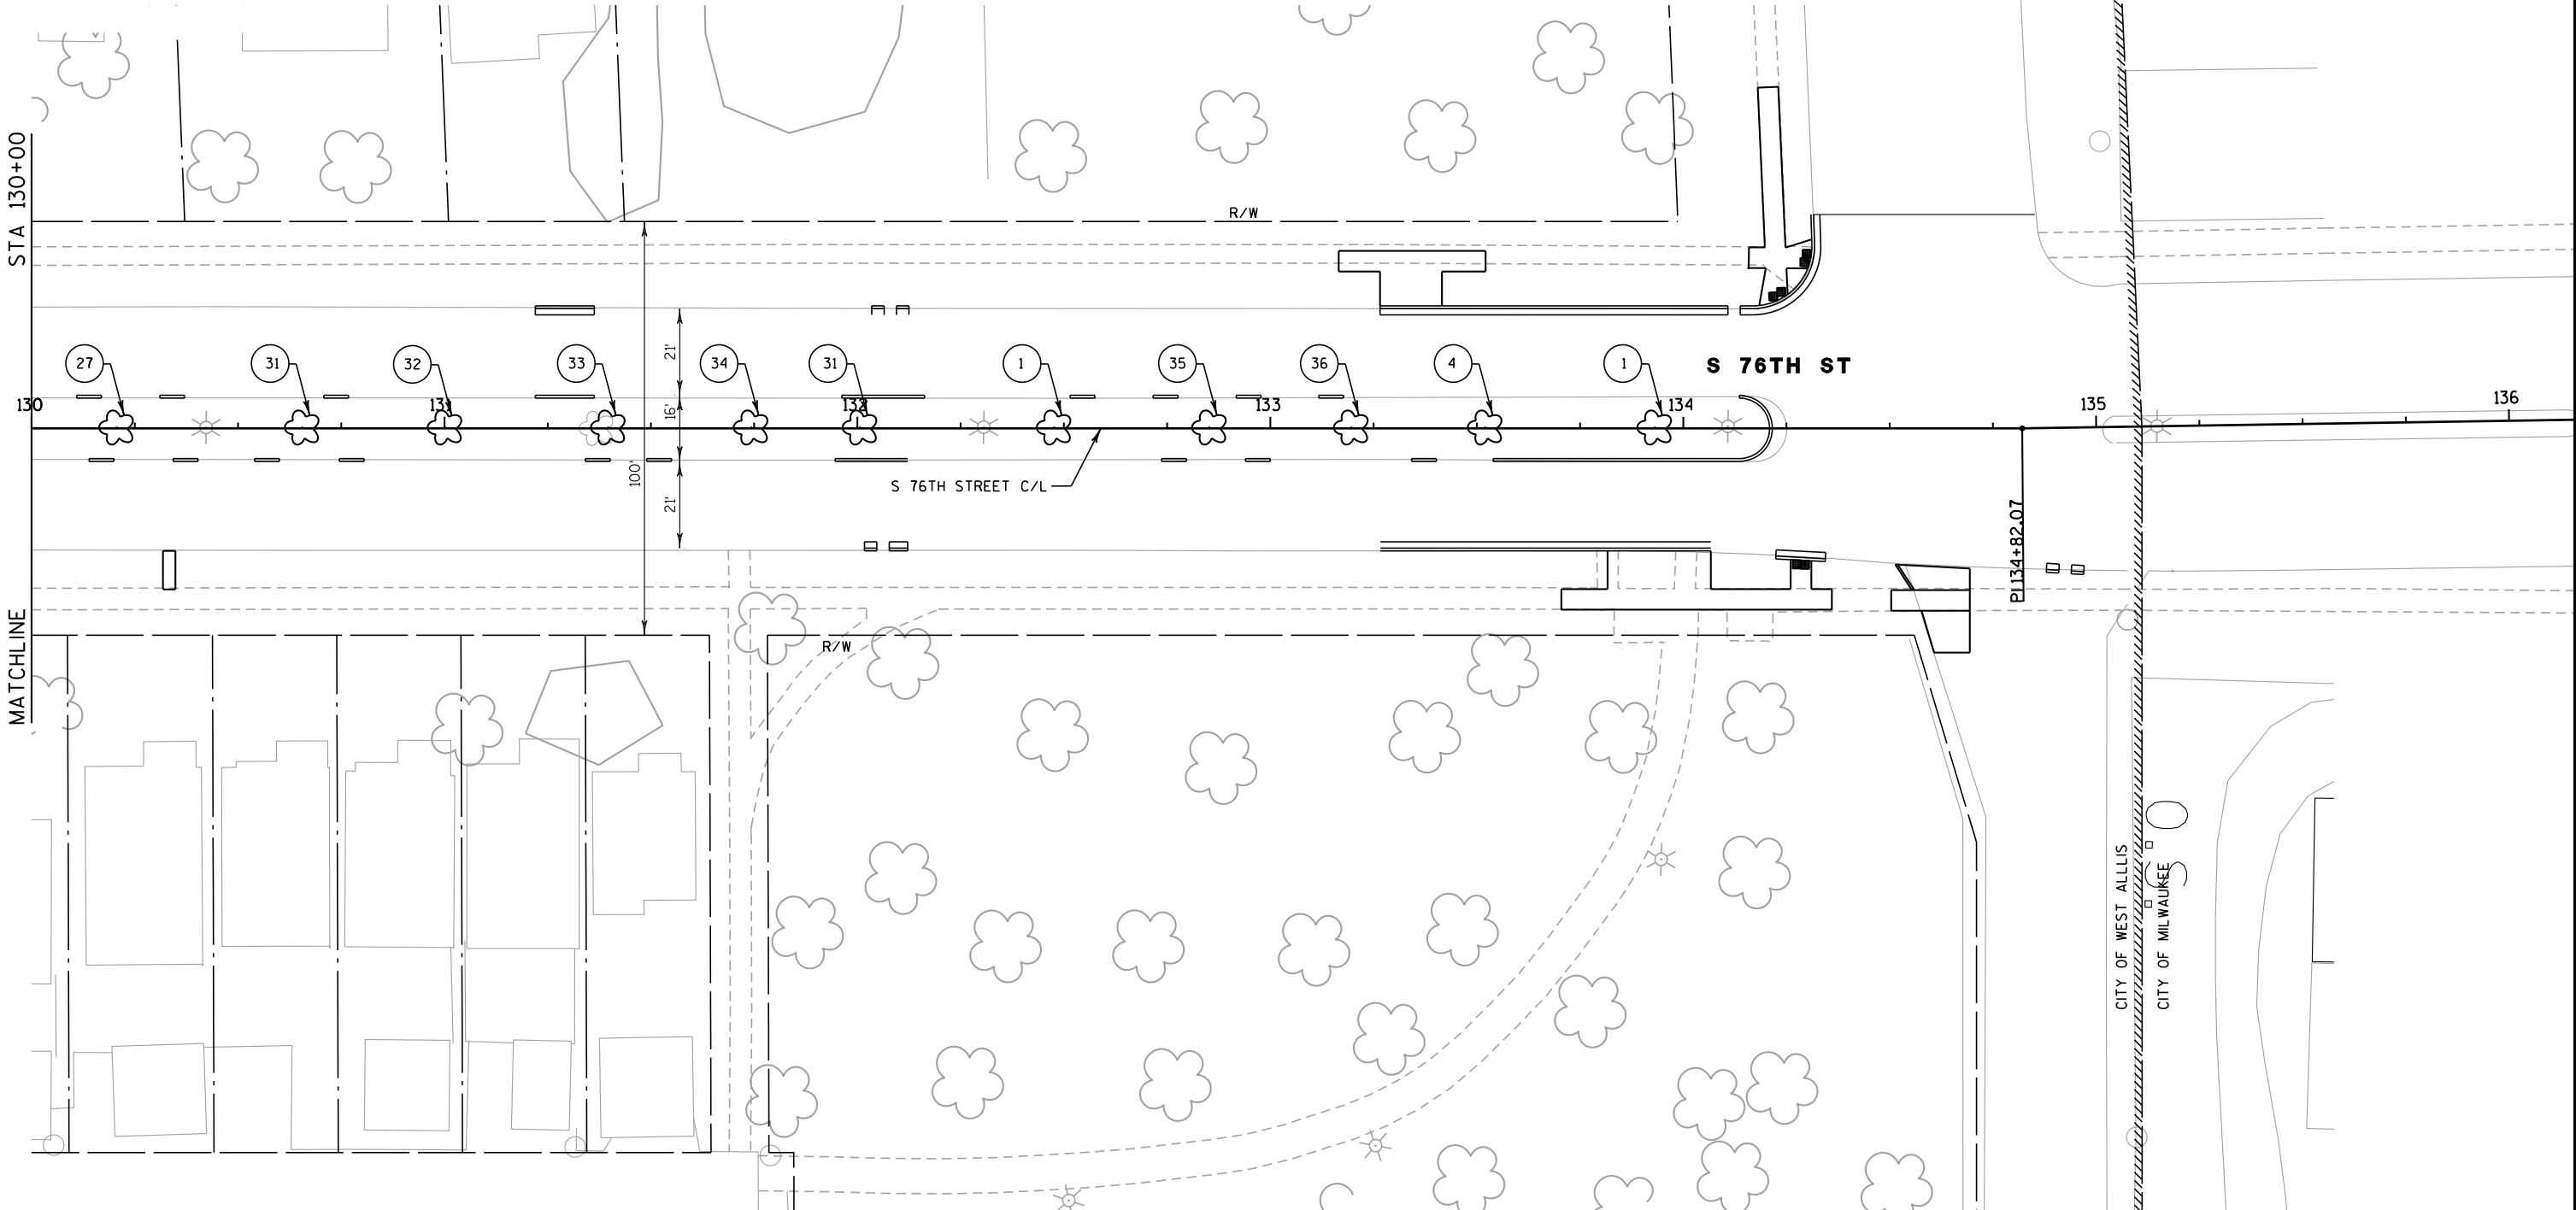 STA 130+00
MATCHLINE
R/W
27
31
32
33
34
31
1
35
36
4
1
S 76TH ST
21'
16'
21'
100'
130
131
132
133
134
135
136
S 76TH STREET C/L
PI 134+82.07
R/W
CITY OF WEST ALLIS
CITY OF MILWAUKEE